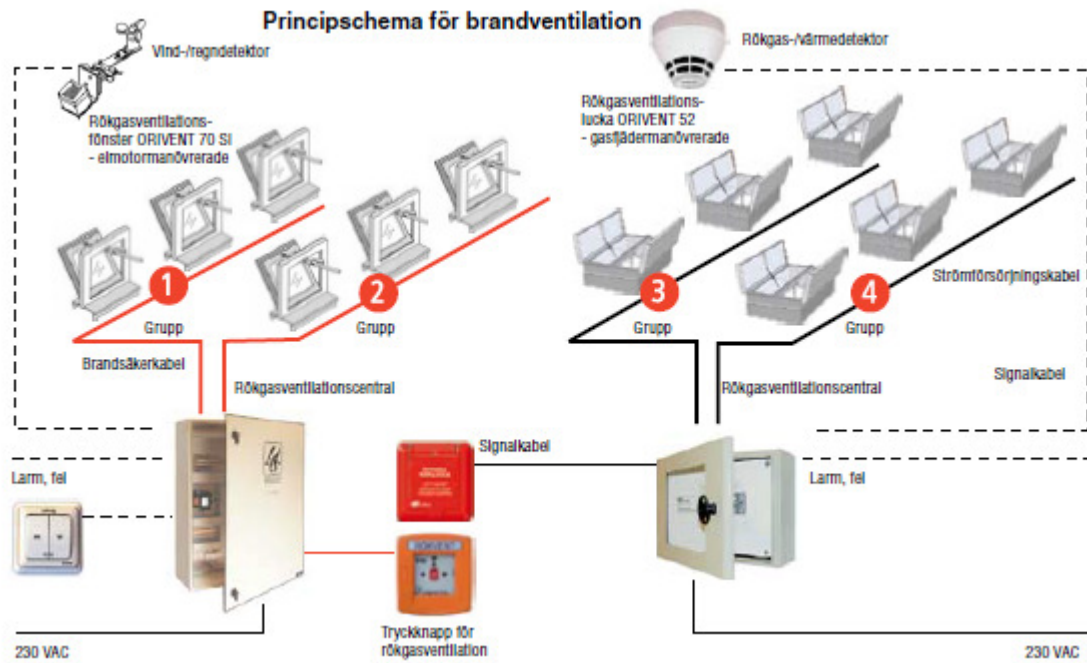 Principschema för brandventilation
Vind-/regndetektor
Rökgas-/värmedetektor
Rökgasventilations-
fönster ORIVENT 70 SI
- elmotormanövrerade
Rökgasventilations-
lucka ORIVENT 52
- gasfjädermanövrerade
1
2
3
4
Strömförsörjningskabel
Grupp
Grupp
Grupp
Grupp
Brandsäkerkabel
Rökgasventilationscentral
Rökgasventilationscentral
Signalkabel
Signalkabel
Larm, fel
Larm, fel
RÖKVENT
Tryckknapp för
rökgasventilation
230 VAC
230 VAC